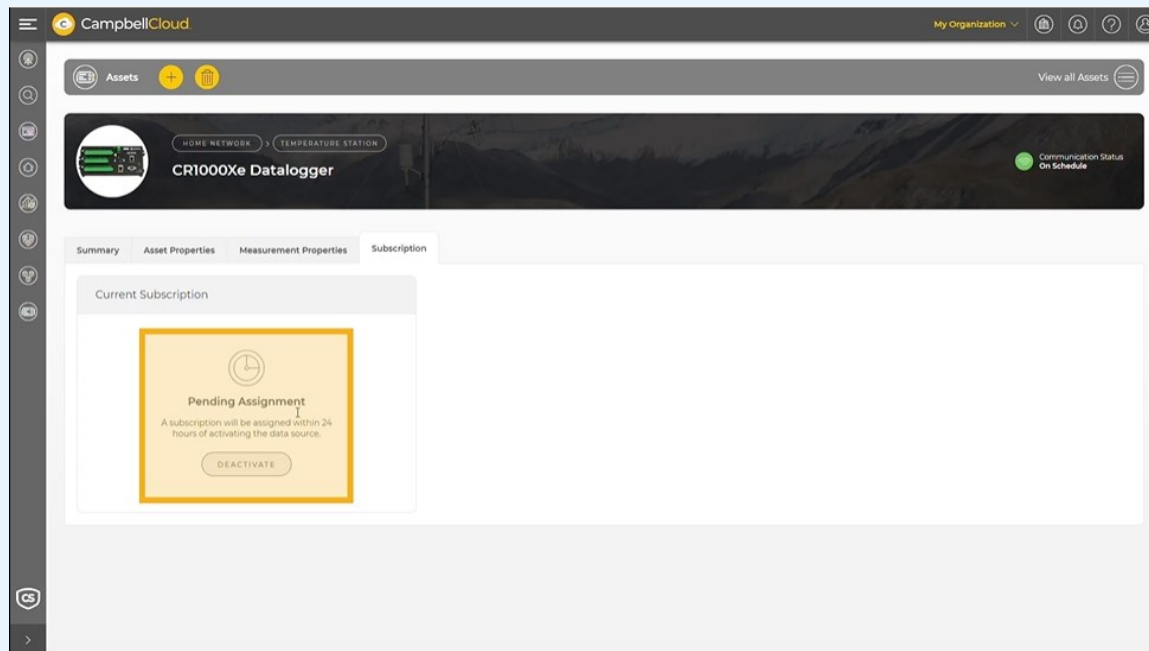 CampbellCloud.
My Organization
Assets
View all Assets
HOME NETWORK > TEMPERATURE STATION
CR1000Xe Datalogger
Communication Status
On Schedule
Summary
Asset Properties
Measurement Properties
Subscription
Current Subscription
Pending Assignment
A subscription will be assigned within 24
hours of activating the data source.
DEACTIVATE
CS